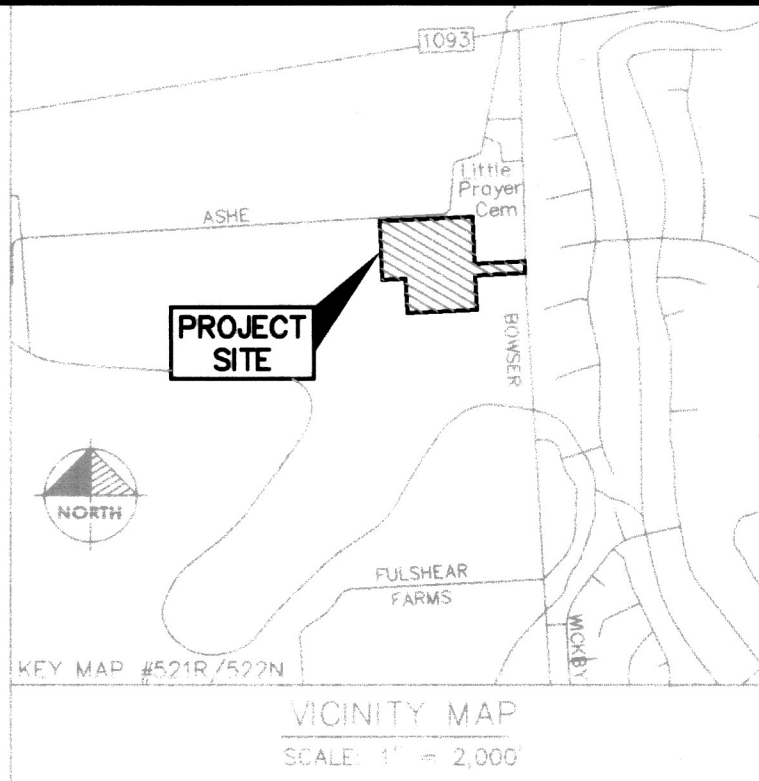 1093
Little
Prayer
Cem
ASHE
PROJECT
SITE
BOWSER
NORTH
FULSHEAR
FARMS
WICKBY
KEY MAP #521R/522N
VICINITY MAP
SCALE: 1" = 2,000'